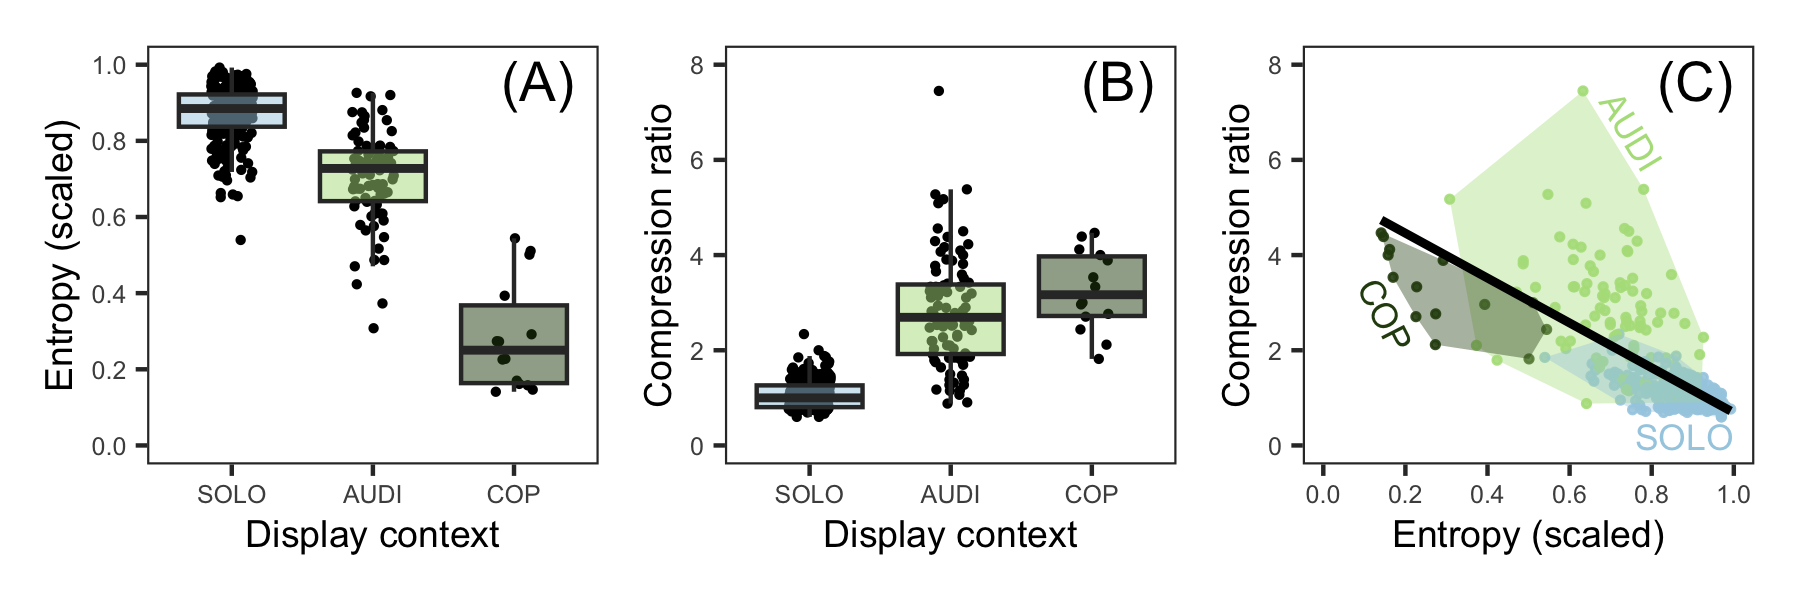 (A)
Entropy (scaled)
1.0
0.8
0.6
0.4
0.2
0.0
SOLO AUDI COP
Display context
(B)
Compression ratio
8
6
4
2
0
SOLO AUDI COP
Display context
(C)
Compression ratio
8
6
4
2
0
AUDI
COP
SOLO
0.0 0.2 0.4 0.6 0.8 1.0
Entropy (scaled)